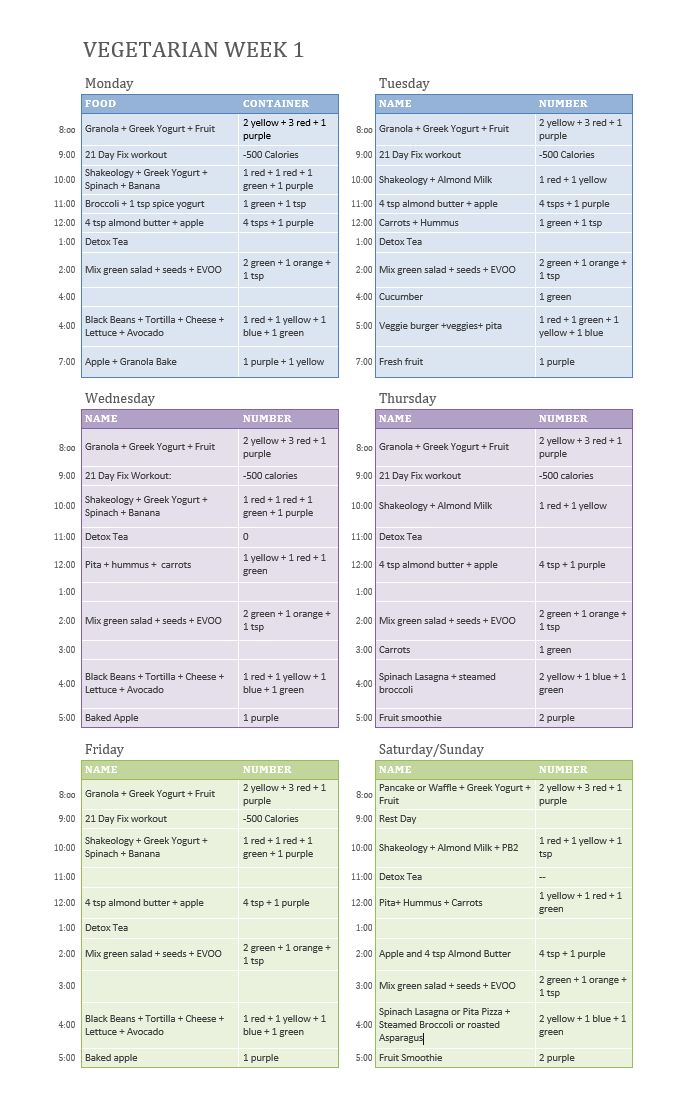 VEGETARIAN WEEK 1
Monday
FOOD CONTAINER
8:00 Granola + Greek Yogurt + Fruit 2 yellow + 3 red + 1
purple
9:00 21 Day Fix workout -500 Calories
10:00 Shakeology + Greek Yogurt + 1 red + 1 red + 1
Spinach + Banana green + 1 purple
11:00 Broccoli + 1 tsp spice yogurt 1 green + 1 tsp
12:00 4 tsp almond butter + apple 4 tsps + 1 purple
1:00 Detox Tea
2:00 Mix green salad + seeds + EVOO 2 green + 1 orange +
1 tsp
4:00
4:00 Black Beans + Tortilla + Cheese + 1 red + 1 yellow + 1
Lettuce + Avocado blue + 1 green
7:00 Apple + Granola Bake 1 purple + 1 yellow
Tuesday
NAME NUMBER
8:00 Granola + Greek Yogurt + Fruit 2 yellow + 3 red + 1
purple
9:00 21 Day Fix workout -500 Calories
10:00 Shakeology + Almond Milk 1 red + 1 yellow
11:00 4 tsp almond butter + apple 4 tsps + 1 purple
12:00 Carrots + Hummus 1 green + 1 tsp
1:00 Detox Tea
2:00 Mix green salad + seeds + EVOO 2 green + 1 orange +
1 tsp
4:00 Cucumber 1 green
5:00 Veggie burger +veggies+ pita 1 red + 1 green + 1
yellow + 1 blue
7:00 Fresh fruit 1 purple
Wednesday
NAME NUMBER
8:00 Granola + Greek Yogurt + Fruit 2 yellow + 3 red + 1
purple
9:00 21 Day Fix Workout: -500 calories
10:00 Shakeology + Greek Yogurt + 1 red + 1 red + 1
Spinach + Banana green + 1 purple
11:00 Detox Tea 0
12:00 Pita + hummus + carrots 1 yellow + 1 red + 1
green
1:00
2:00 Mix green salad + seeds + EVOO 2 green + 1 orange +
1 tsp
3:00
4:00 Black Beans + Tortilla + Cheese + 1 red + 1 yellow + 1
Lettuce + Avocado blue + 1 green
5:00 Baked Apple 1 purple
Thursday
NAME NUMBER
8:00 Granola + Greek Yogurt + Fruit 2 yellow + 3 red + 1
purple
9:00 21 Day Fix workout -500 calories
10:00 Shakeology + Almond Milk 1 red + 1 yellow
11:00 Detox Tea
12:00 4 tsp almond butter + apple 4 tsp + 1 purple
1:00
2:00 Mix green salad + seeds + EVOO 2 green + 1 orange +
1 tsp
3:00 Carrots 1 green
4:00 Spinach Lasagna + steamed 2 yellow + 1 blue + 1
broccoli green
5:00 Fruit smoothie 2 purple
Friday
NAME NUMBER
8:00 Granola + Greek Yogurt + Fruit 2 yellow + 3 red + 1
purple
9:00 21 Day Fix workout -500 Calories
10:00 Shakeology + Greek Yogurt + 1 red + 1 red + 1
Spinach + Banana green + 1 purple
11:00
12:00 4 tsp almond butter + apple 4 tsp + 1 purple
1:00 Detox Tea
2:00 Mix green salad + seeds + EVOO 2 green + 1 orange +
1 tsp
3:00
4:00 Black Beans + Tortilla + Cheese + 1 red + 1 yellow + 1
Lettuce + Avocado blue + 1 green
5:00 Baked apple 1 purple
Saturday/Sunday
NAME NUMBER
8:00 Pancake or Waffle + Greek Yogurt + 2 yellow + 3 red + 1
Fruit purple
9:00 Rest Day
10:00 Shakeology + Almond Milk + PB2 1 red + 1 yellow + 1
tsp
11:00 Detox Tea --
12:00 Pita+ Hummus + Carrots 1 yellow + 1 red + 1
green
1:00
2:00 Apple and 4 tsp Almond Butter 4 tsp + 1 purple
3:00 Mix green salad + seeds + EVOO 2 green + 1 orange +
1 tsp
4:00 Spinach Lasagna or Pita Pizza + 2 yellow + 1 blue + 1
Steamed Broccoli or roasted green
Asparagus
5:00 Fruit Smoothie 2 purple